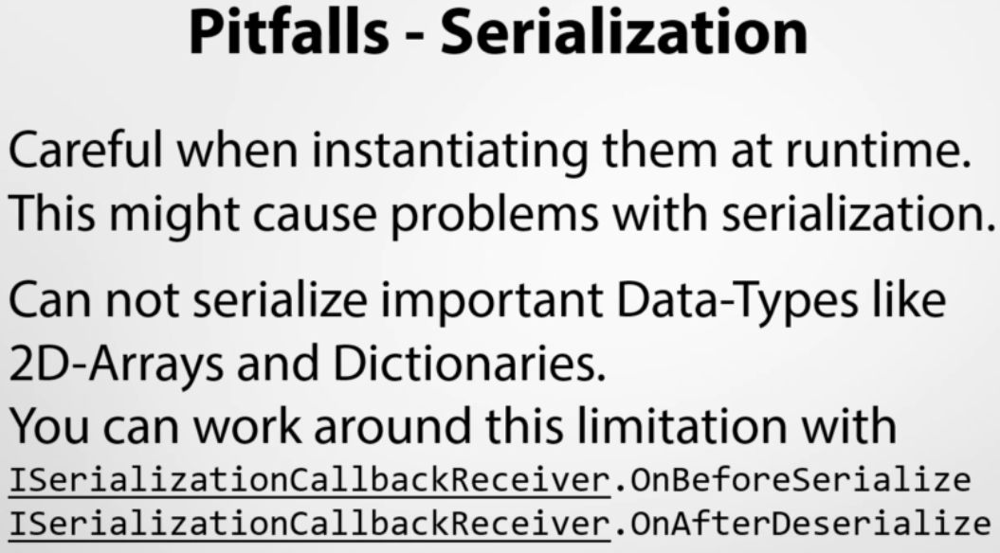 Pitfalls - Serialization
Careful when instantiating them at runtime.
This might cause problems with serialization.
Can not serialize important Data-Types like
2D-Arrays and Dictionaries.
You can work around this limitation with
ISerializationCallbackReceiver.OnBeforeSerialize
ISerializationCallbackReceiver.OnAfterDeserialize